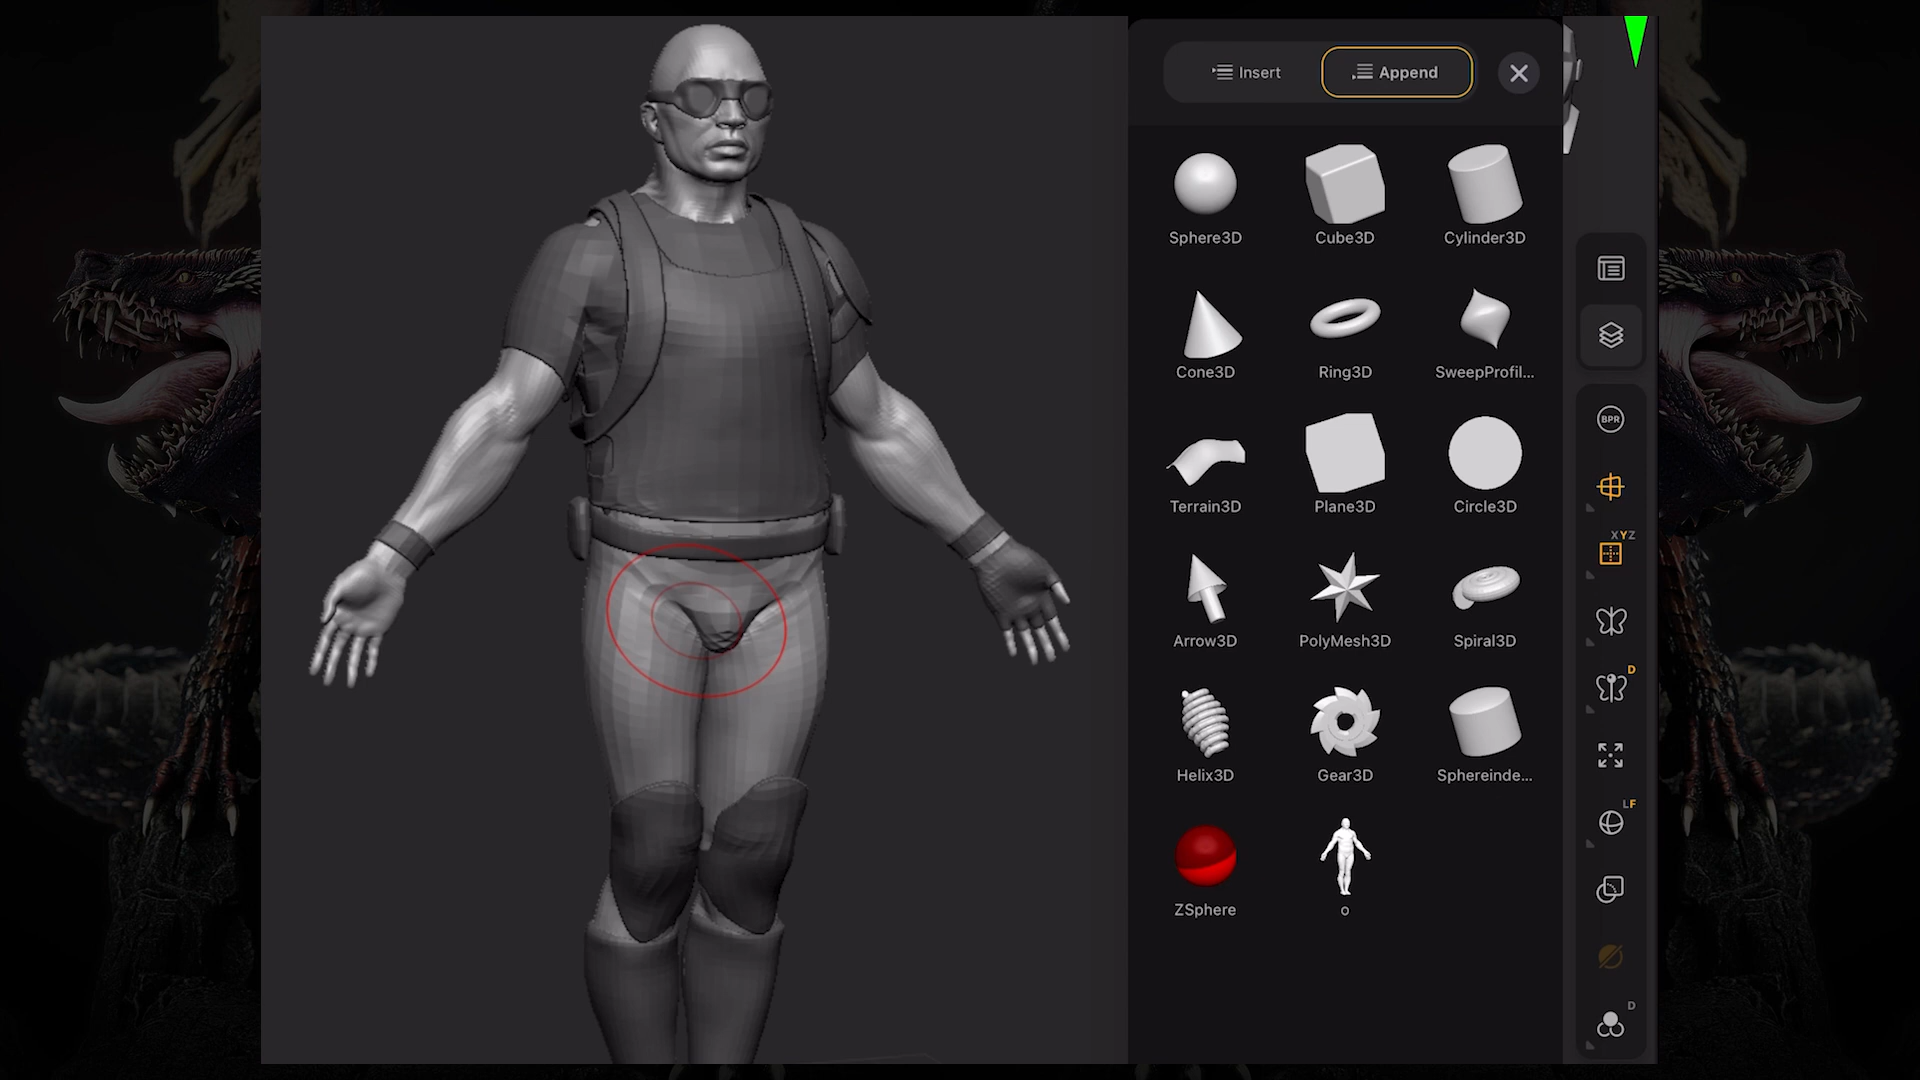 Insert
Append
Sphere3D
Cube3D
Cylinder3D
Cone3D
Ring3D
SweepProfil...
Terrain3D
Plane3D
Circle3D
Arrow3D
PolyMesh3D
Spiral3D
Helix3D
Gear3D
Sphereinde...
ZSphere
o
BPR
XYZ
D
LF
D